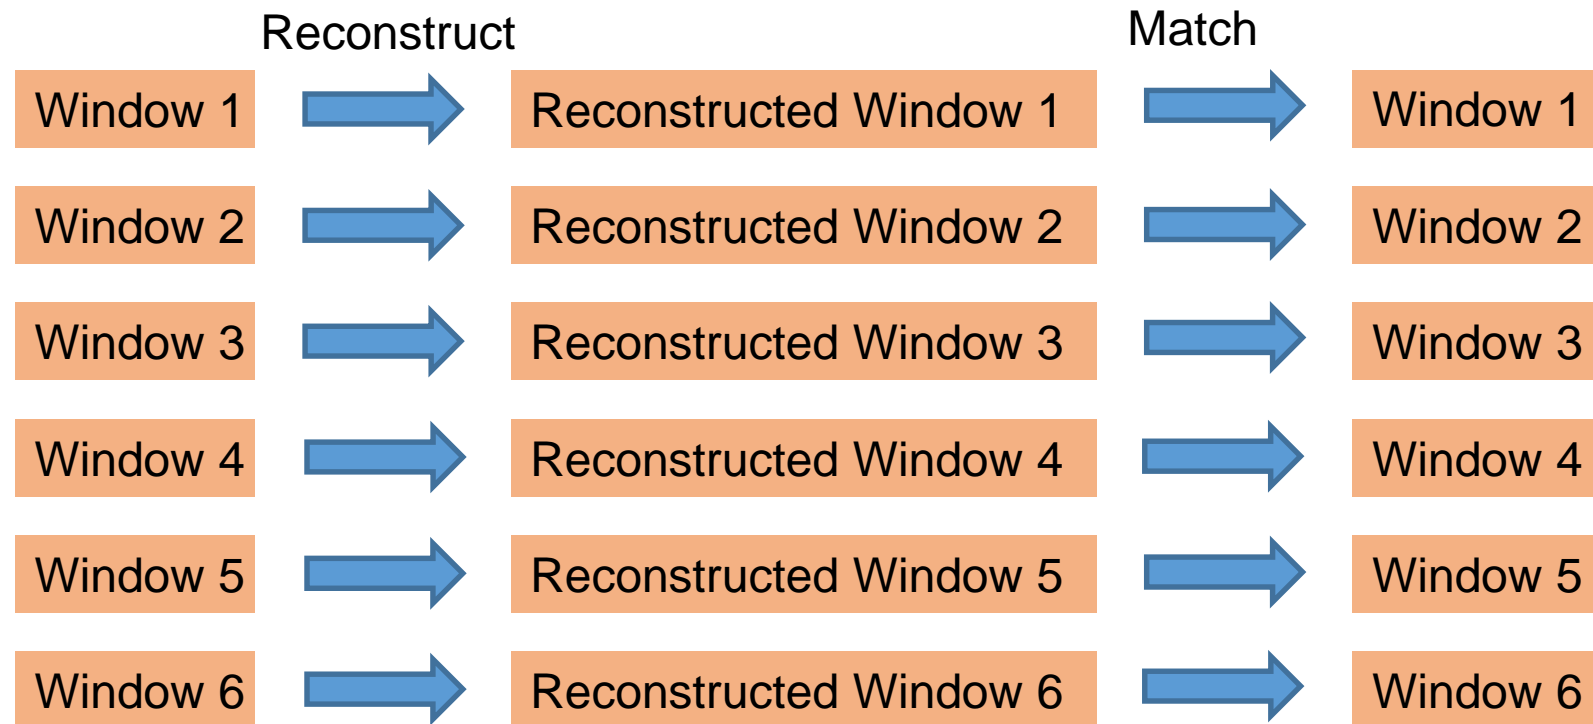 Reconstruct Match
Window 1 Reconstructed Window 1 Window 1
Window 2 Reconstructed Window 2 Window 2
Window 3 Reconstructed Window 3 Window 3
Window 4 Reconstructed Window 4 Window 4
Window 5 Reconstructed Window 5 Window 5
Window 6 Reconstructed Window 6 Window 6